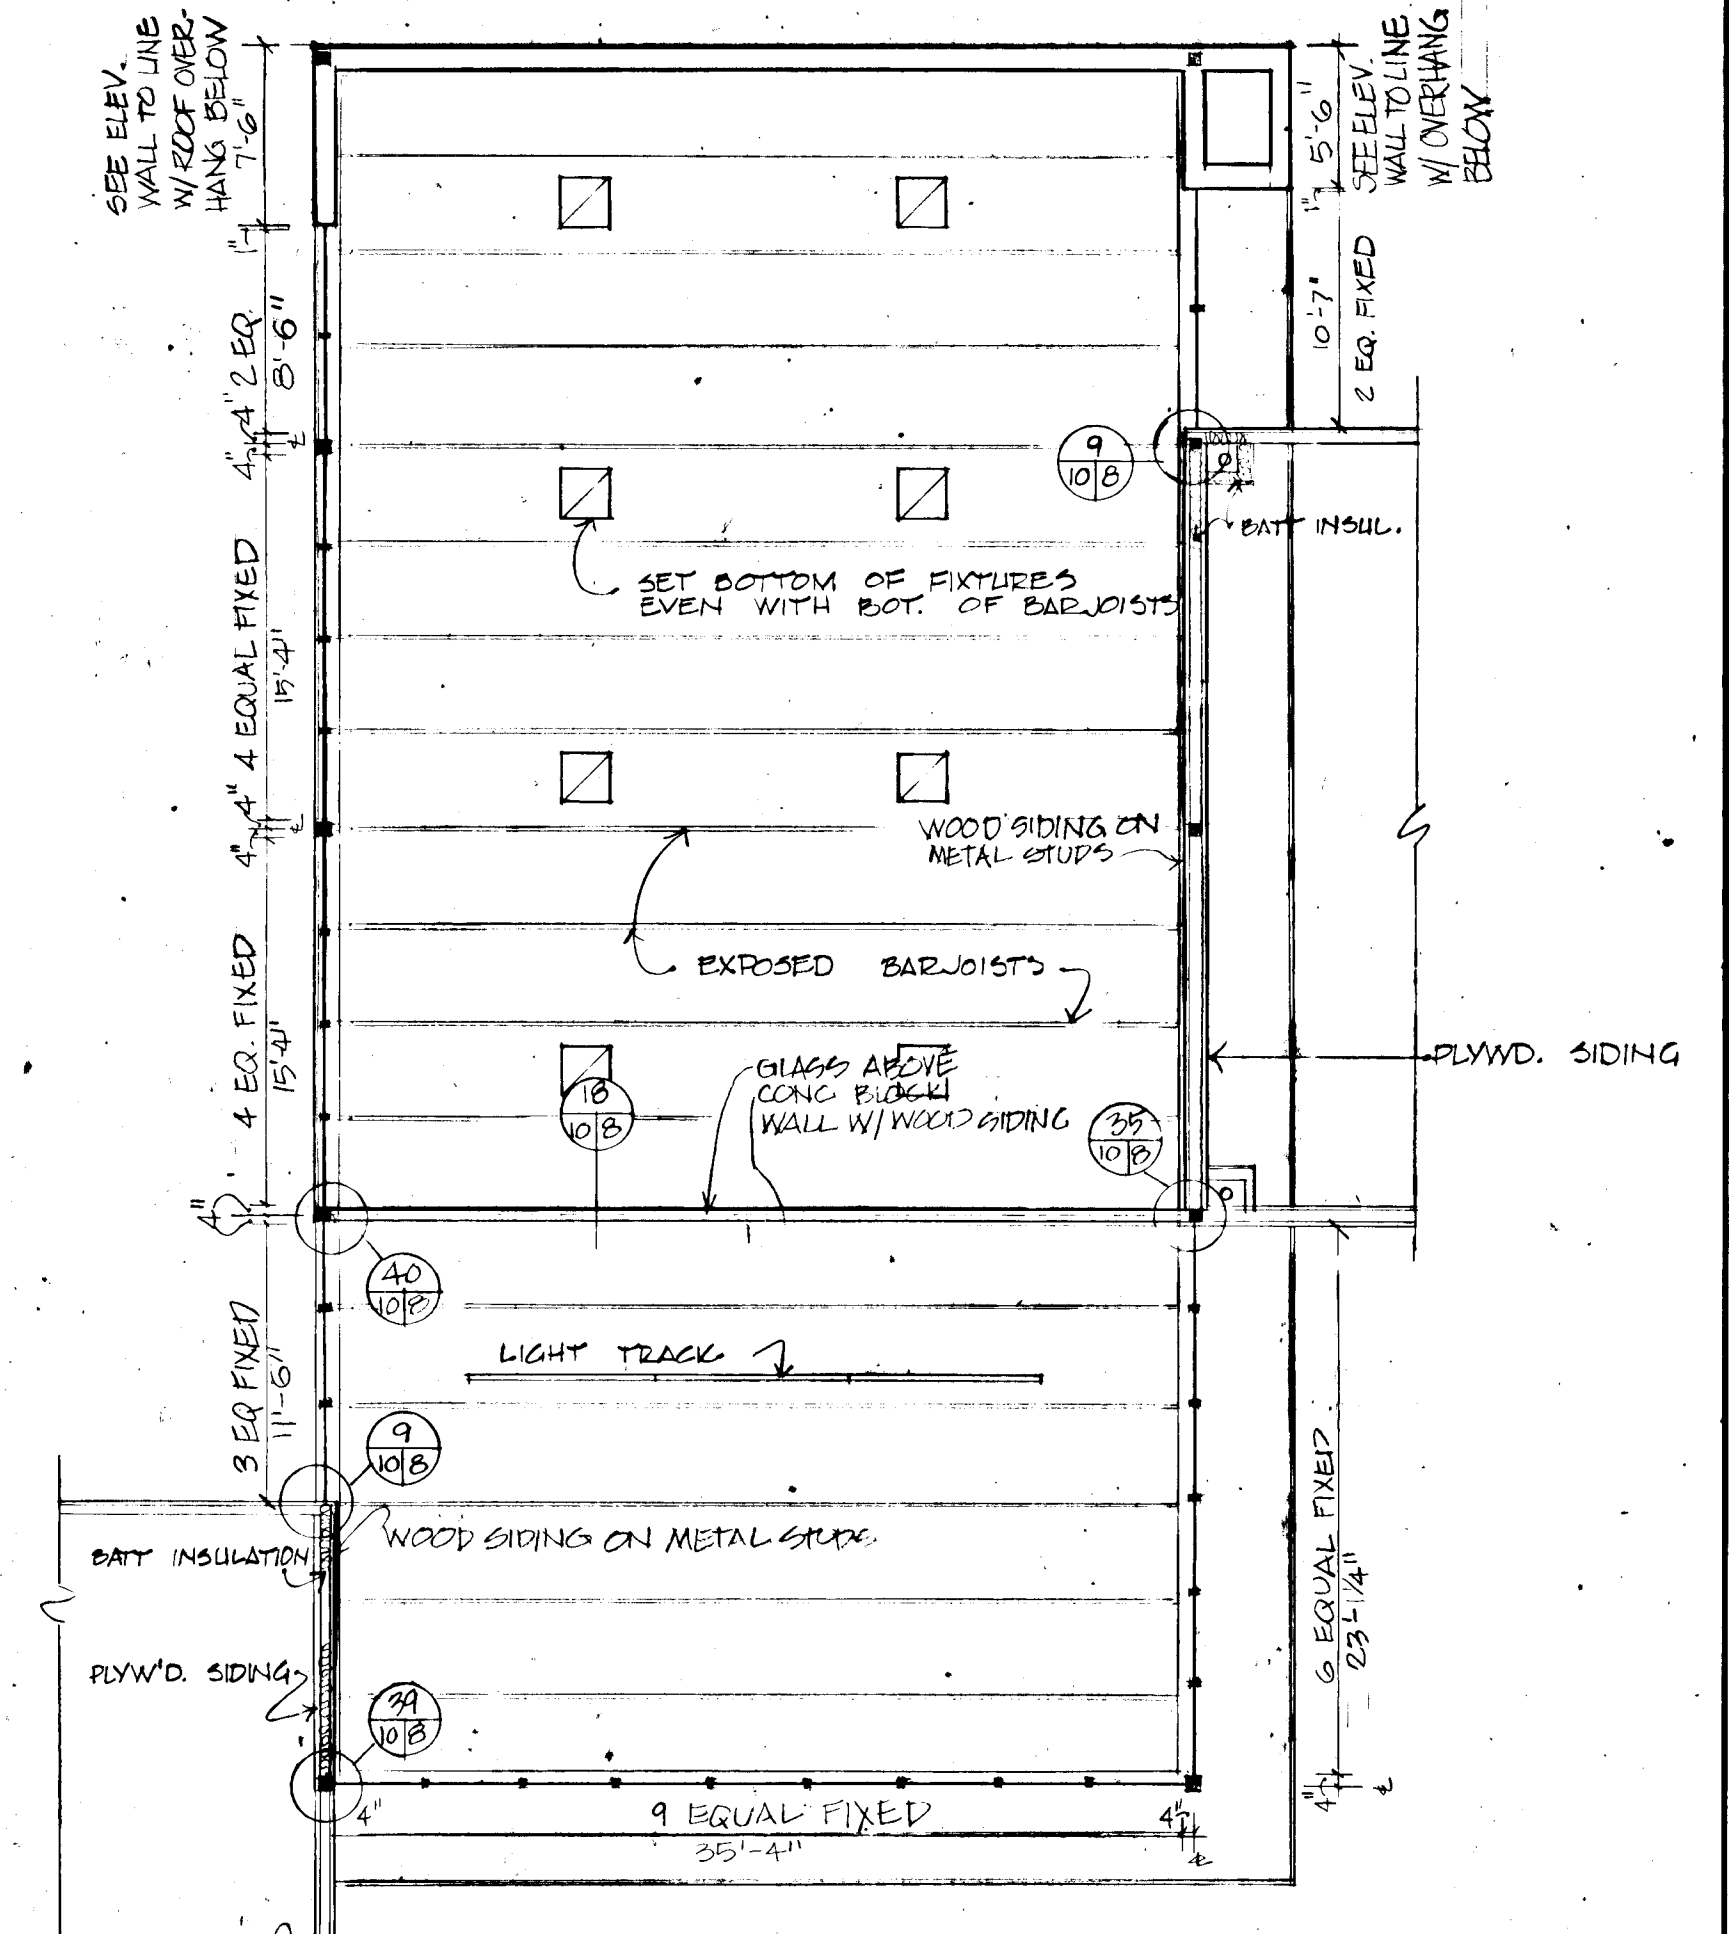 SEE ELEV.
WALL TO LINE
W/ ROOF OVER-
HANG BELOW
7'-6"
1"
2 EQ.
8'-6"
4"
4"
℄
4 EQUAL FIXED
15'-4"
4"
4"
℄
4 EQ. FIXED
15'-4"
4"
3 EQ FIXED
11'-6"
5'-6"
SEE ELEV.
WALL TO LINE
W/ OVERHANG
BELOW
1"
10'-7"
2 EQ. FIXED
9
10 8
BATT INSUL.
SET BOTTOM OF FIXTURES
EVEN WITH BOT. OF BARJOISTS
WOOD SIDING ON
METAL STUDS
EXPOSED BARJOISTS
PLYWD. SIDING
GLASS ABOVE
CONC BLOCK
WALL W/ WOOD SIDING
18
10 8
35
10 8
40
10 8
LIGHT TRACK
9
10 8
WOOD SIDING ON METAL STUDS
BATT INSULATION
PLYW'D. SIDING
39
10 8
6 EQUAL FIXED
23'-1/4"
4"
℄
4"
9 EQUAL FIXED
4"
35'-4"
℄